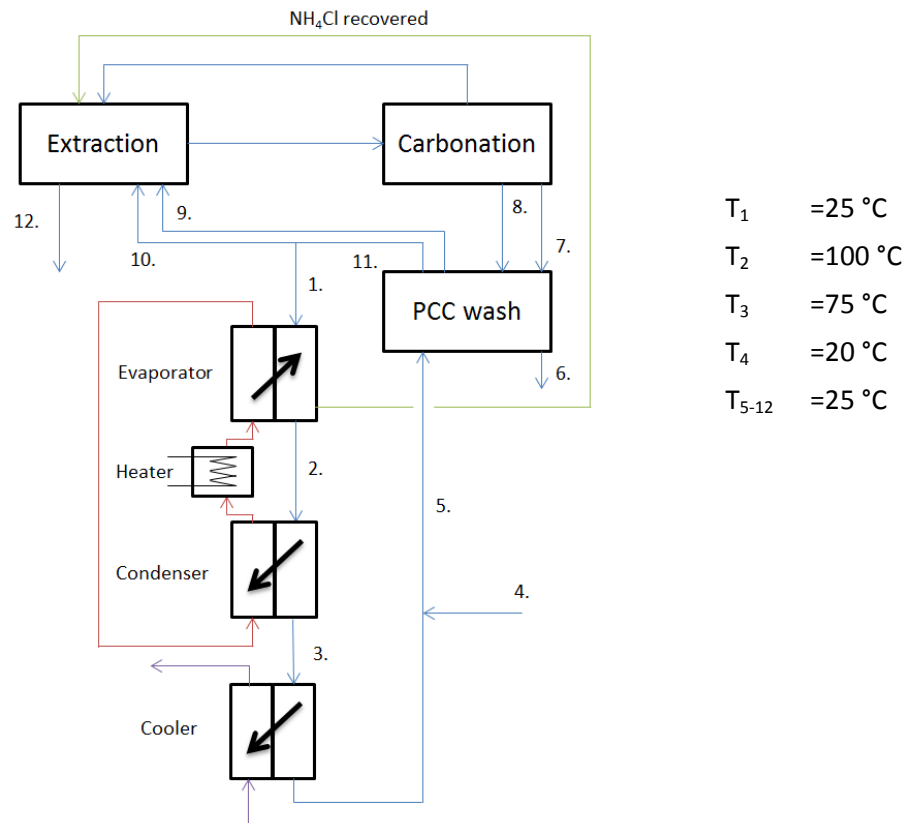 NH₄Cl recovered
Extraction
Carbonation
12.
9.
8.
10.
11.
7.
1.
PCC wash
Evaporator
6.
Heater
2.
5.
Condenser
4.
3.
Cooler
T₁ =25 °C
T₂ =100 °C
T₃ =75 °C
T₄ =20 °C
T₅₋₁₂ =25 °C